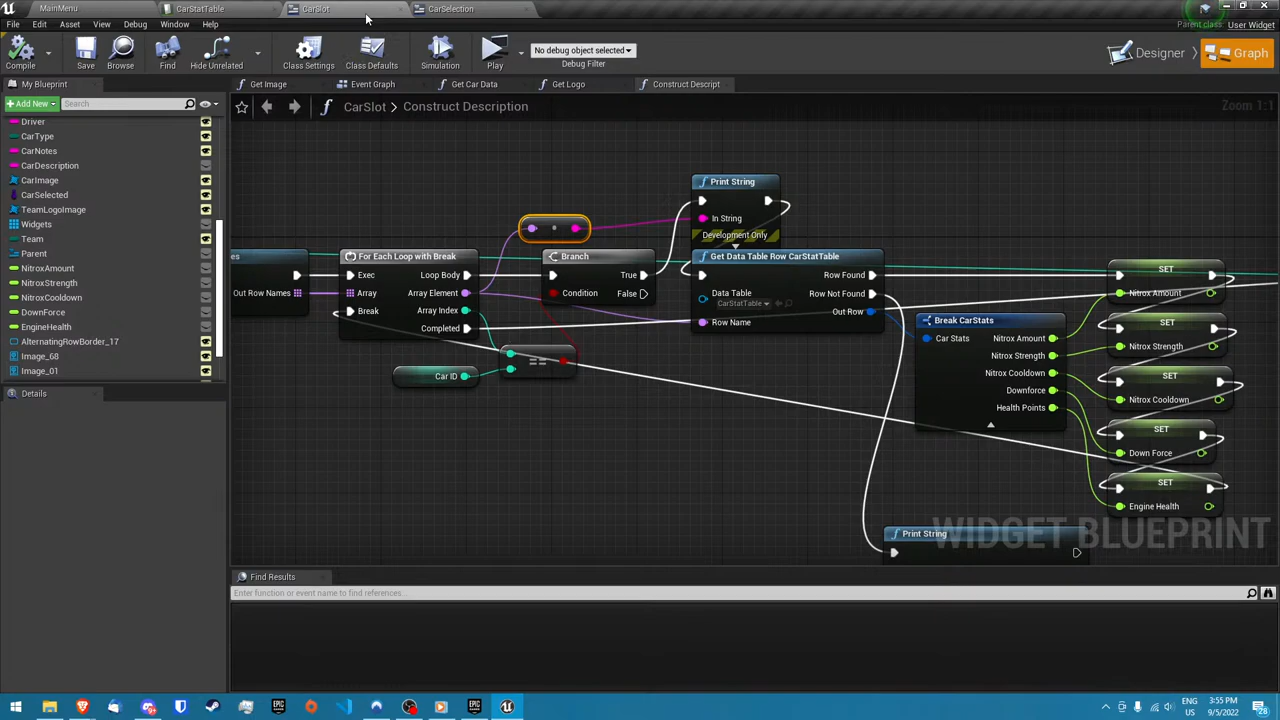 MainMenu
CarStatTable
CarSlot
CarSelection
File Edit Asset View Debug Window Help
Parent class: User Widget
Compile
Save
Browse
Find
Hide Unrelated
Class Settings
Class Defaults
Simulation
Play
No debug object selected
Debug Filter
Designer
Graph
My Blueprint
Get Image
Event Graph
Get Car Data
Get Logo
Construct Descript
Add New
Search
CarSlot > Construct Description
Zoom 1:1
Driver
CarType
CarNotes
CarDescription
CarImage
CarSelected
TeamLogoImage
Widgets
Team
Parent
NitroxAmount
NitroxStrength
NitroxCooldown
DownForce
EngineHealth
AlternatingRowBorder_17
Image_68
Image_01
Details
Out Row Names
For Each Loop with Break
Exec
Loop Body
Array
Array Element
Break
Array Index
Completed
Car ID
==
Branch
True
Condition
False
Print String
In String
Development Only
Get Data Table Row CarStatTable
Row Found
Data Table
Row Not Found
CarStatTable
Out Row
Row Name
Break CarStats
Car Stats
Nitrox Amount
Nitrox Strength
Nitrox Cooldown
Downforce
Health Points
SET
Nitrox Amount
SET
Nitrox Strength
SET
Nitrox Cooldown
SET
Down Force
SET
Engine Health
Print String
WIDGET BLUEPRINT
Find Results
Enter function or event name to find references...
EPIC GAMES
EPIC GAMES
ENG
US
3:55 PM
9/5/2022
28